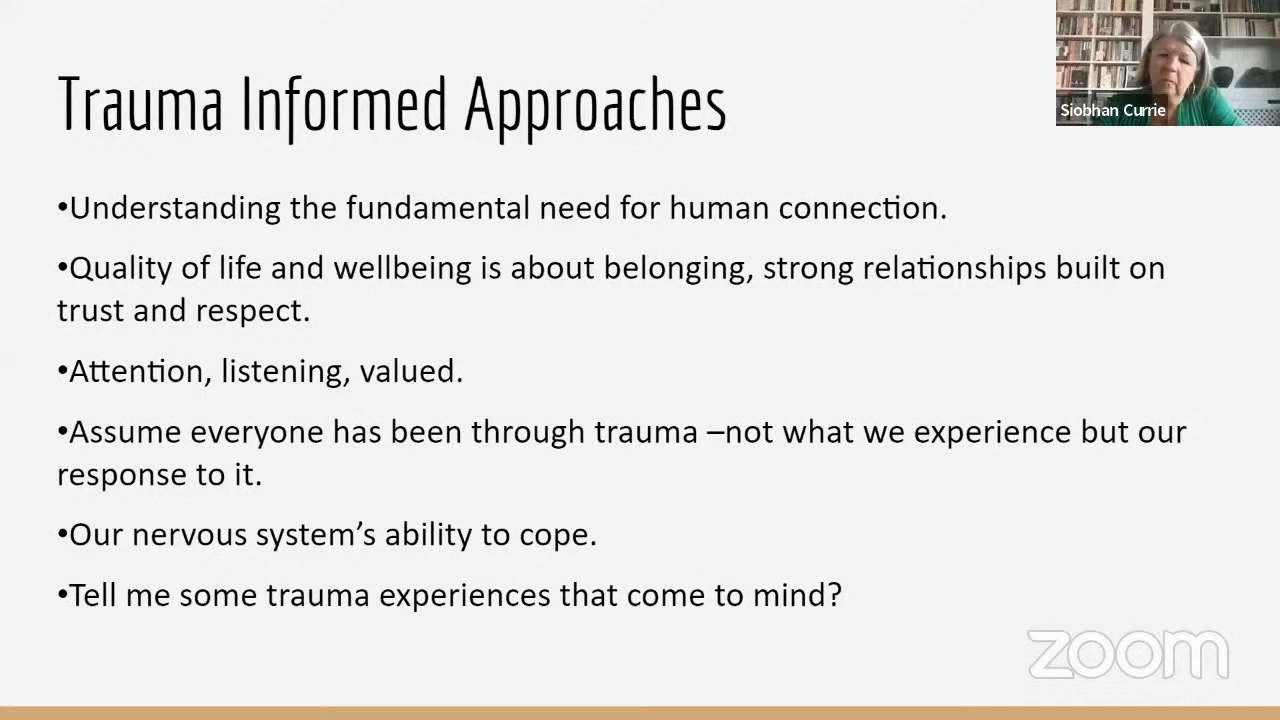 Trauma Informed Approaches
Siobhan Currie
•Understanding the fundamental need for human connection.
•Quality of life and wellbeing is about belonging, strong relationships built on
trust and respect.
•Attention, listening, valued.
•Assume everyone has been through trauma –not what we experience but our
response to it.
•Our nervous system’s ability to cope.
•Tell me some trauma experiences that come to mind?
zoom